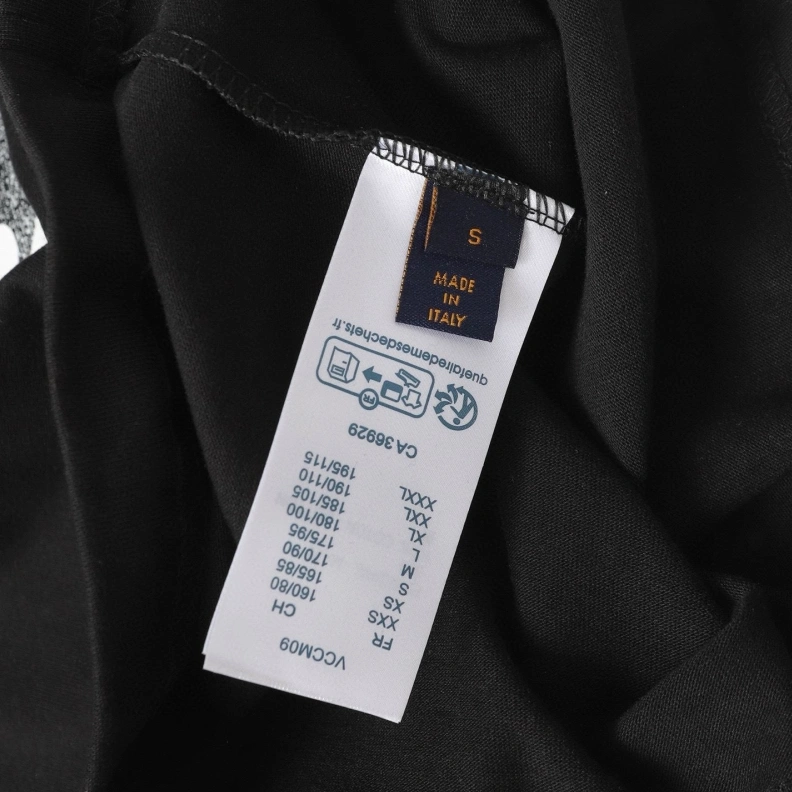 S
MADE
IN
ITALY
VCCM09
FR CH
XXS 160/80
XS 165/85
S 170/90
M 175/95
L 180/100
XL 185/105
XXL 190/110
XXXL 195/115
CA 36929
FR
quefairedemesdechets.fr